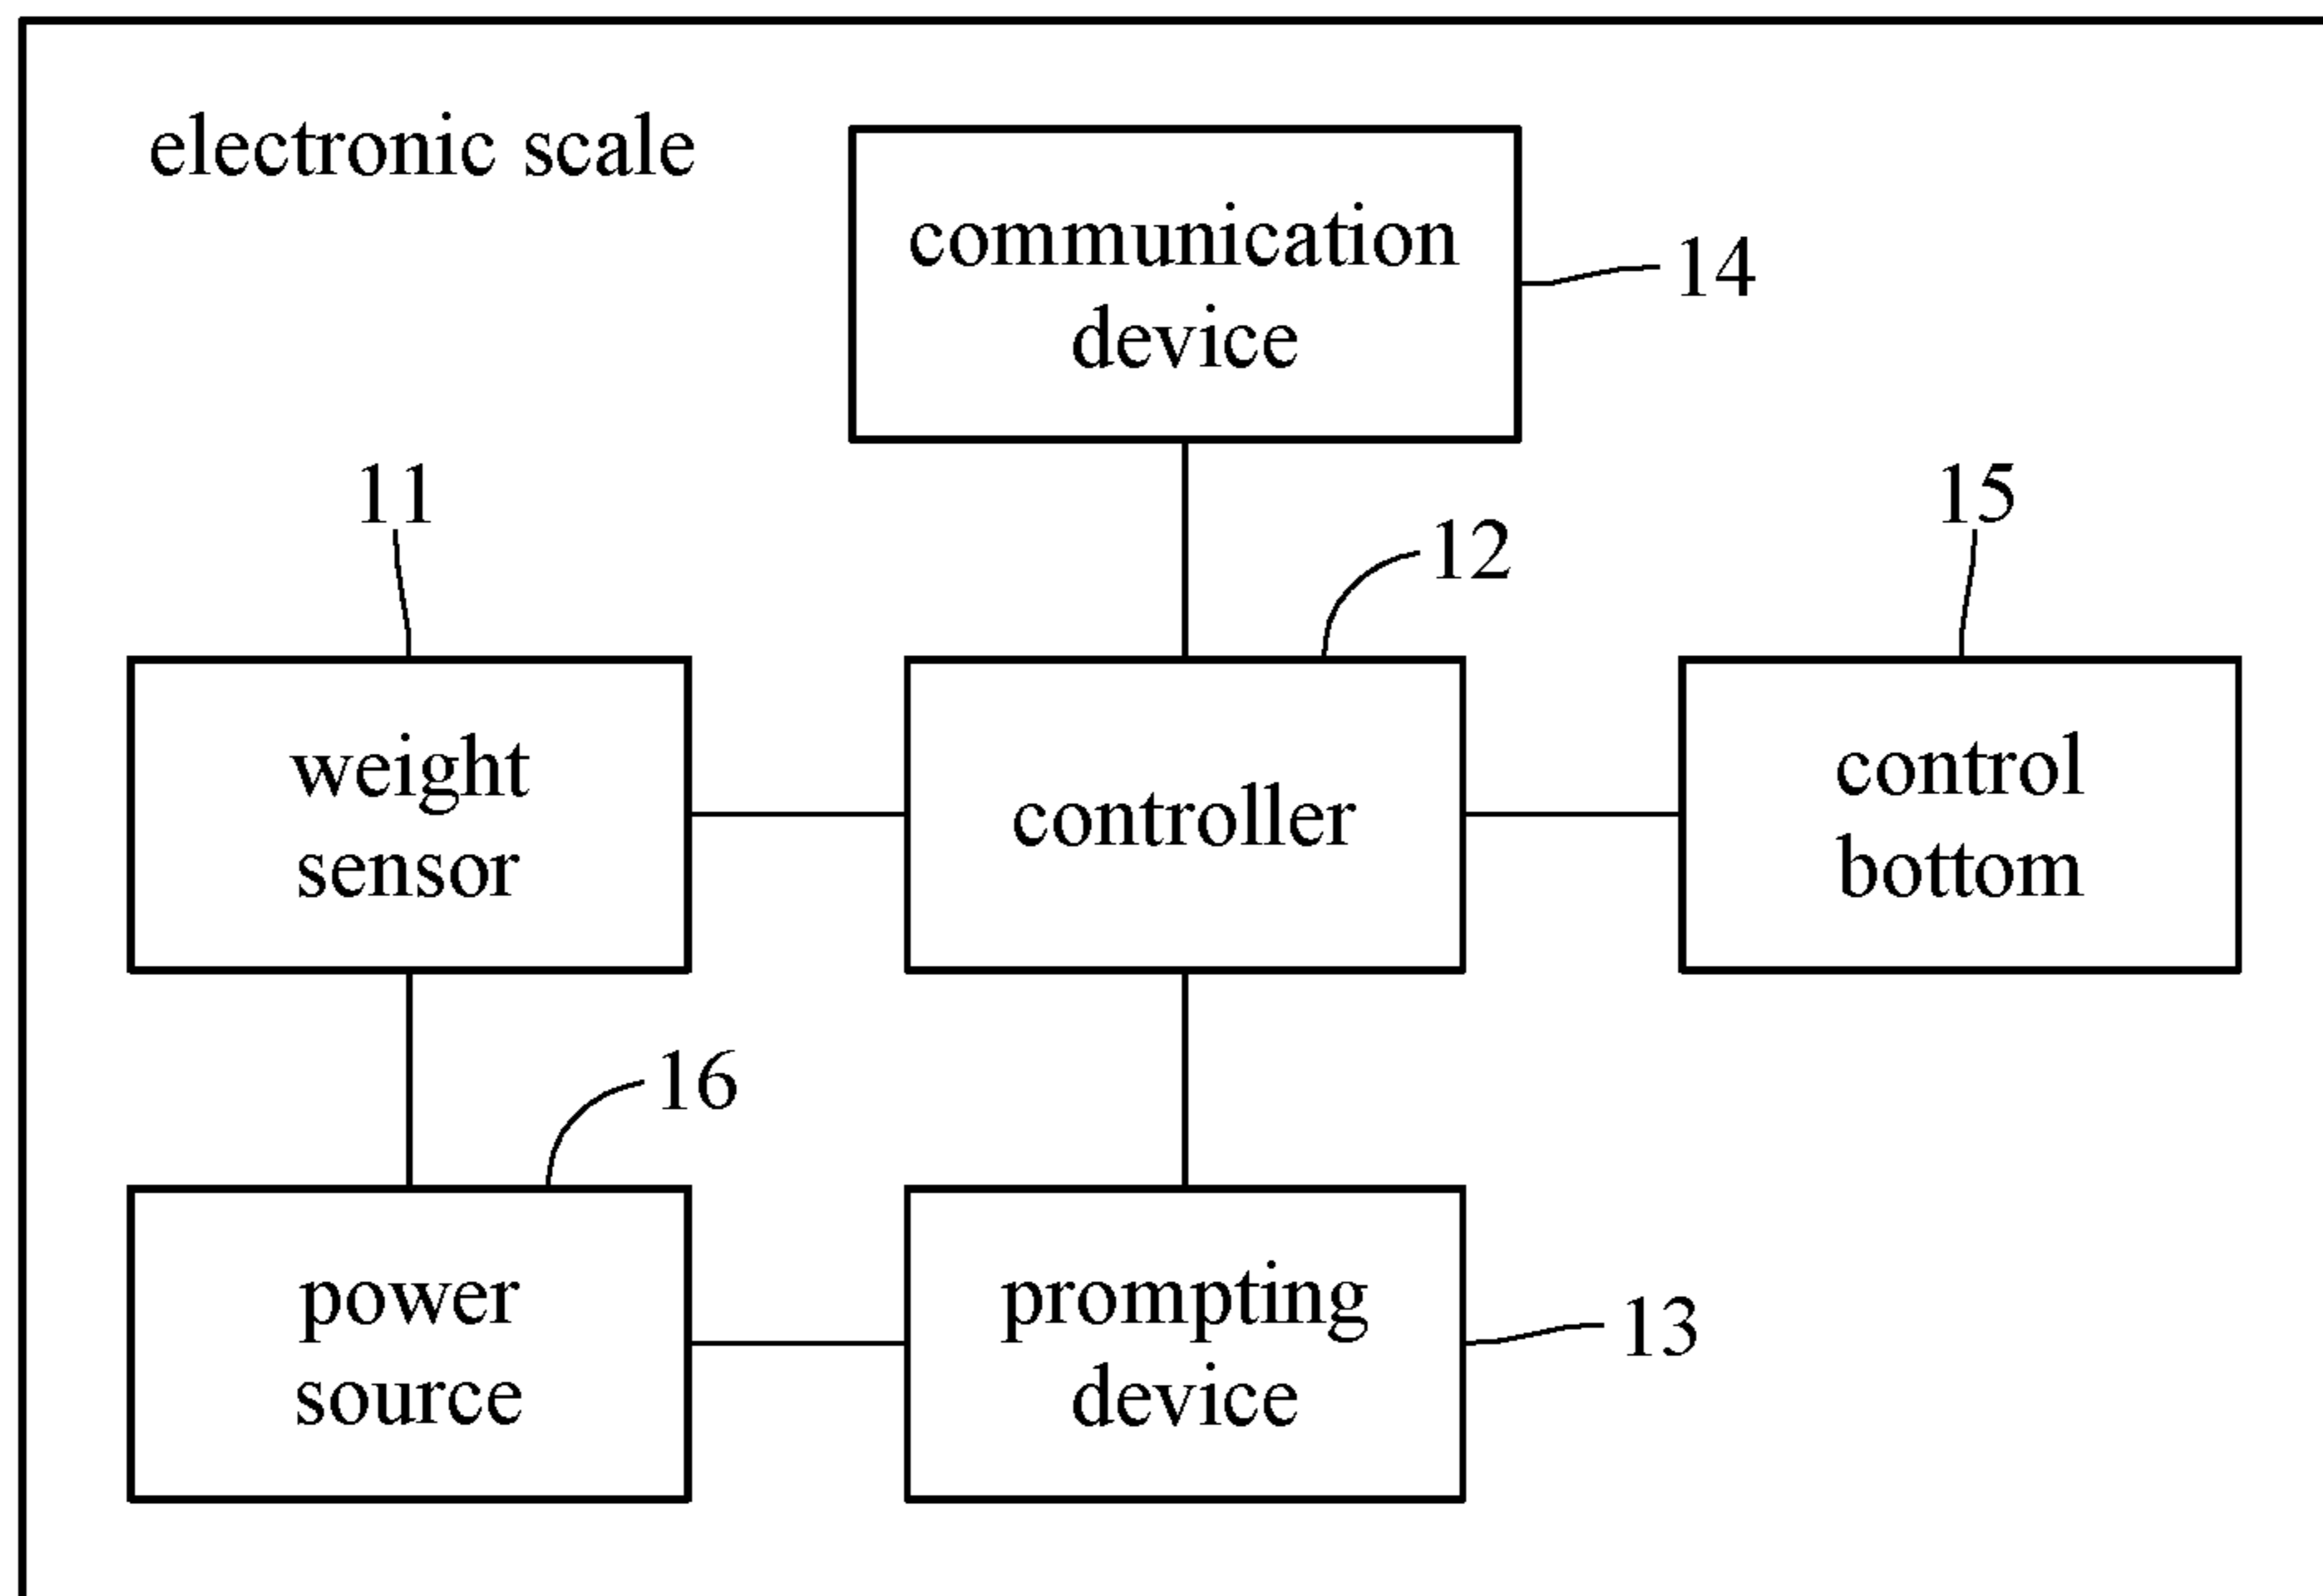 electronic scale
communication
device
14
11
12
15
weight
sensor
controller
control
bottom
16
power
source
prompting
device
13